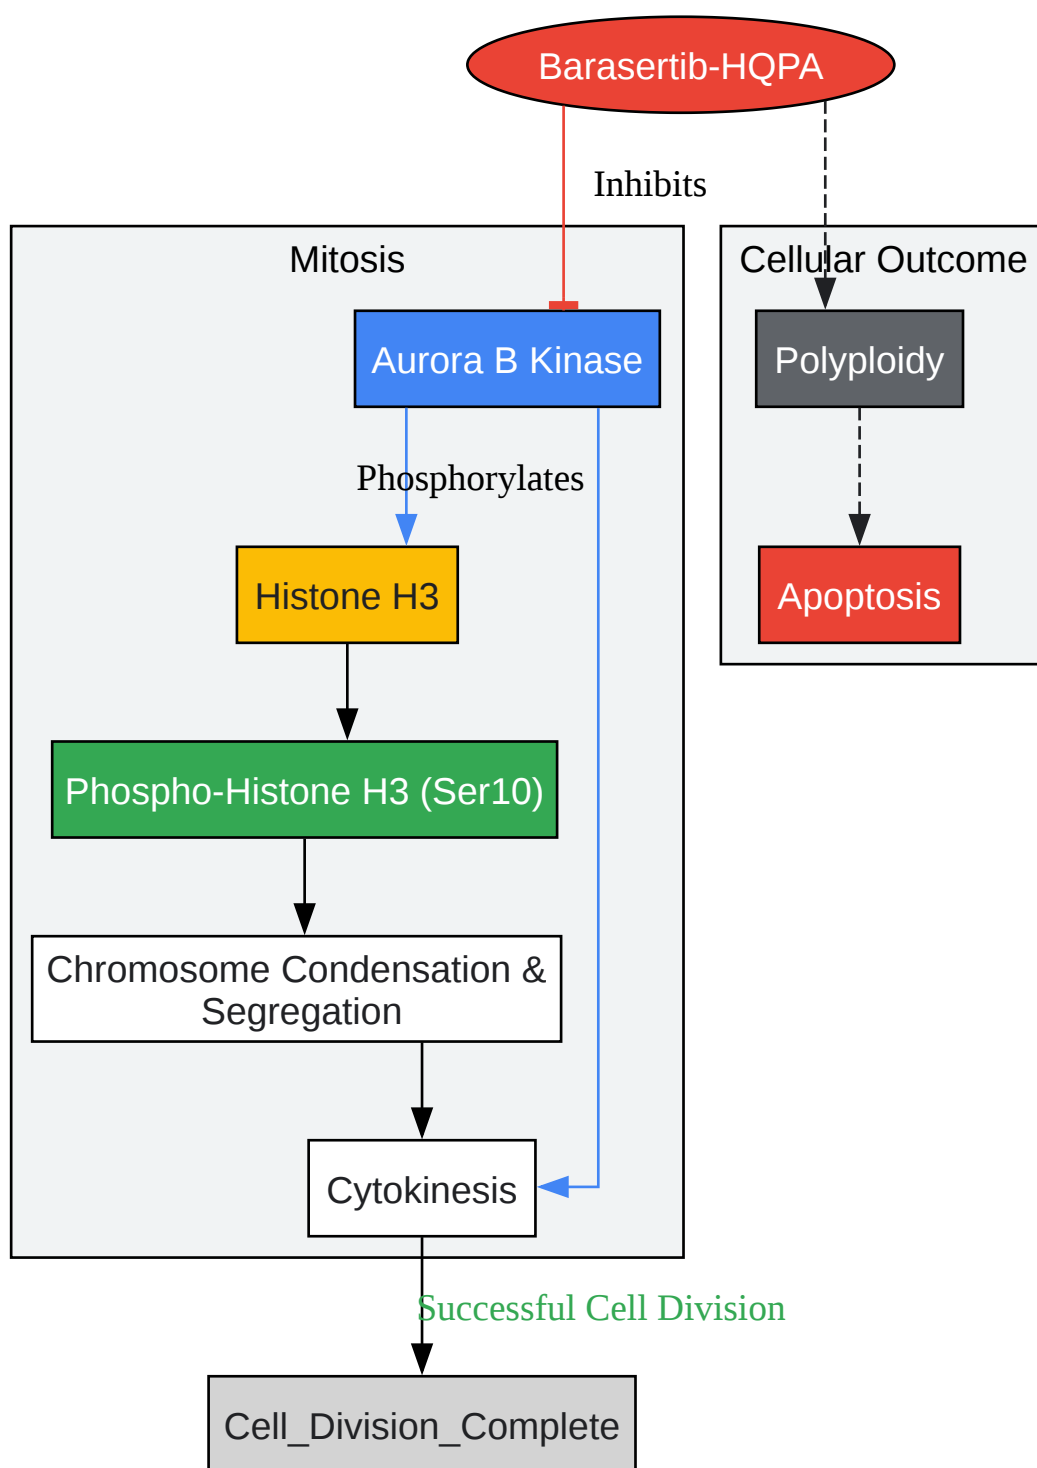 Barasertib-HQPA
Inhibits
Mitosis
Cellular Outcome
Aurora B Kinase
Polyploidy
Phosphorylates
Histone H3
Apoptosis
Phospho-Histone H3 (Ser10)
Chromosome Condensation &
Segregation
Cytokinesis
Successful Cell Division
Cell_Division_Complete